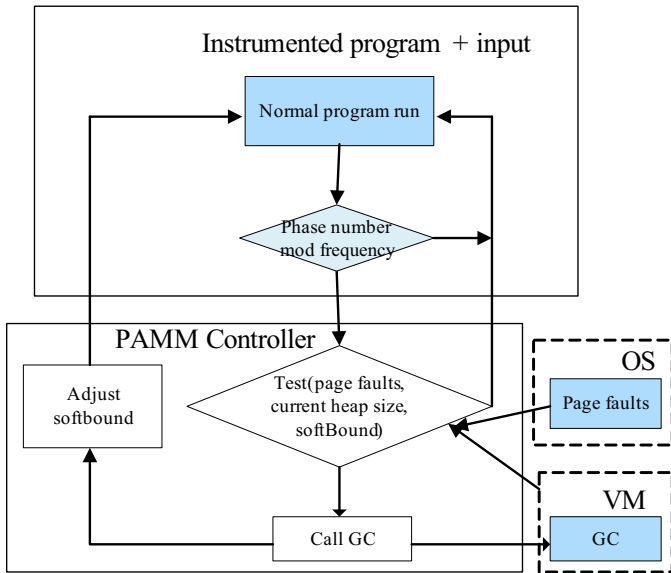 Instrumented program + input
Normal program run
Phase number
mod frequency
PAMM Controller
Adjust
softbound
Test(page faults,
current heap size,
softBound)
OS
Page faults
VM
Call GC
GC